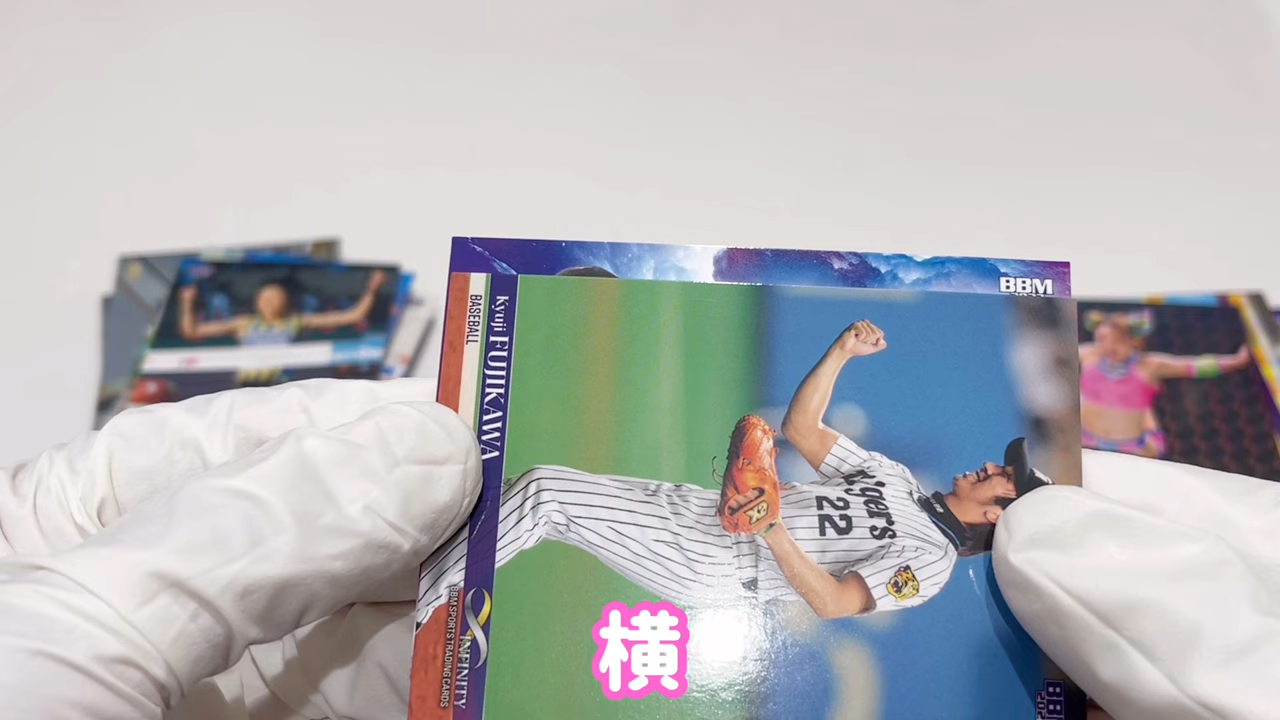 BBM
Kyuji FUJIKAWA
BASEBALL
Tigers
22
INFINITY
BBM SPORTS TRADING CARDS
横